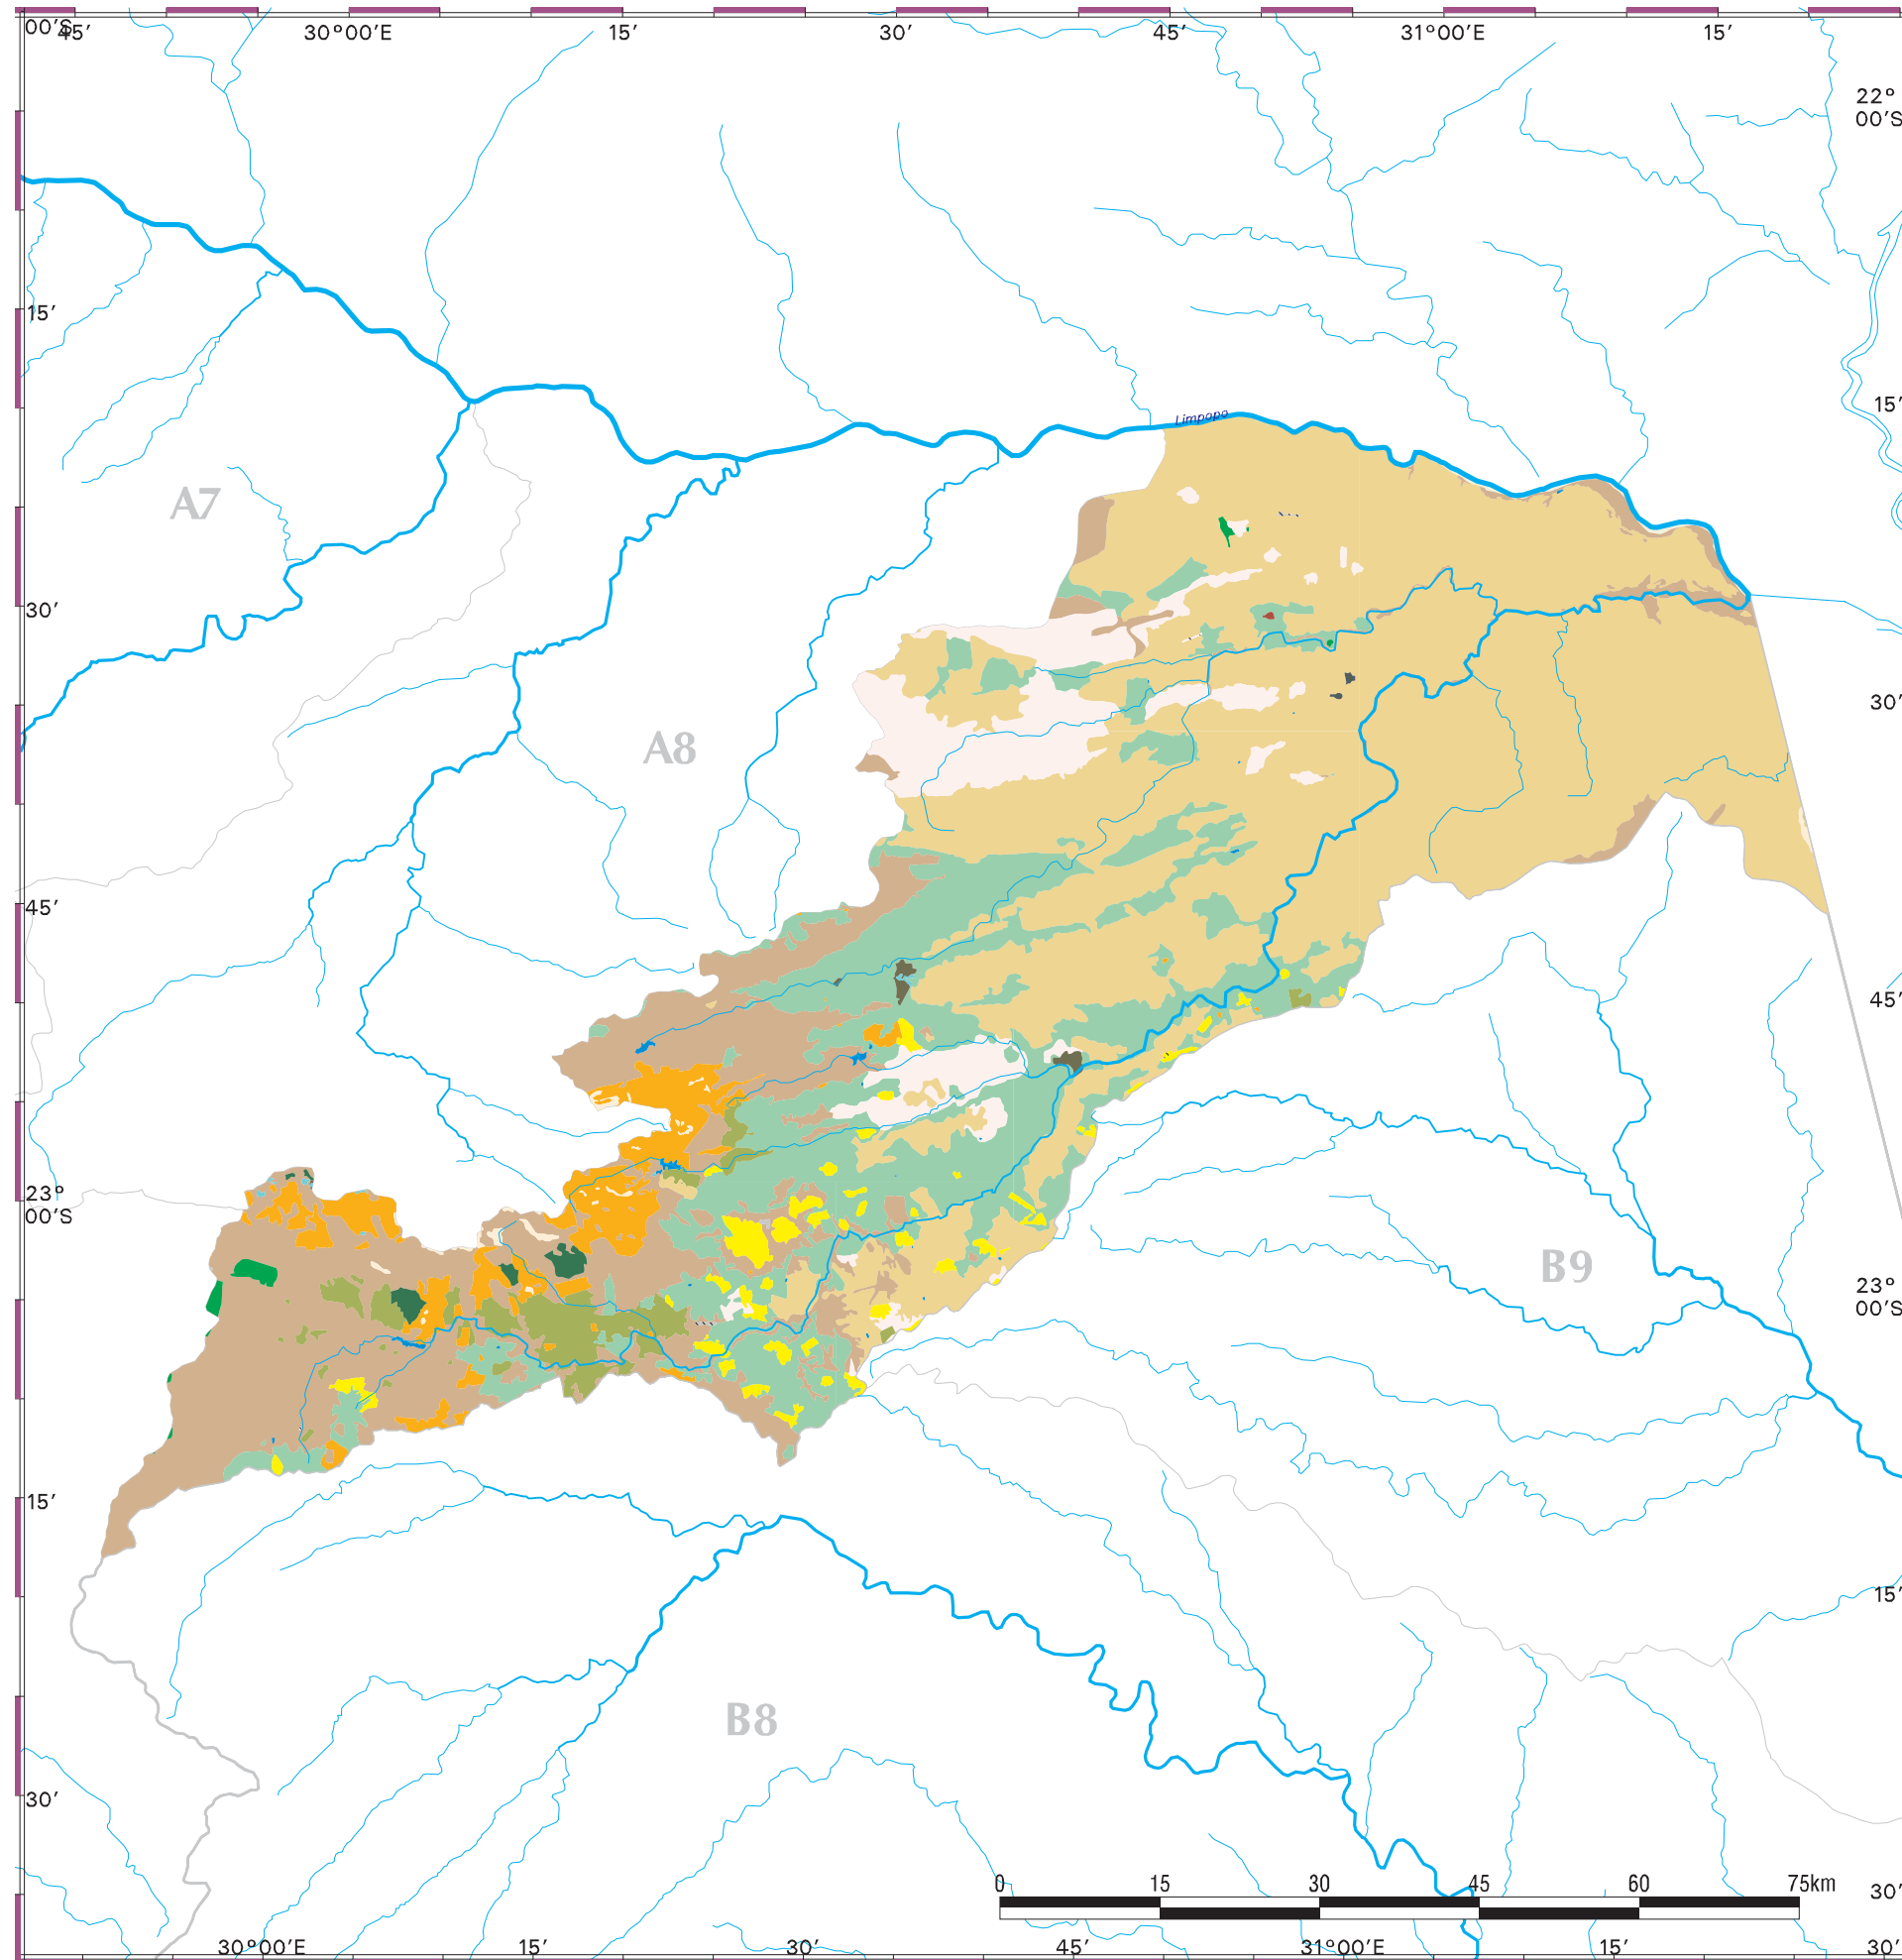 00'S 45' 30°00'E 15' 30' 45' 31°00'E 15'
22°
00'S
15'
15'
Limpopo
A7
30'
30'
A8
45'
45'
23°
00'S
B9
23°
00'S
15'
15'
B8
30'
0 15 30 45 60 75km
30'
30°00'E 15' 30' 45' 31°00'E 15' 30'